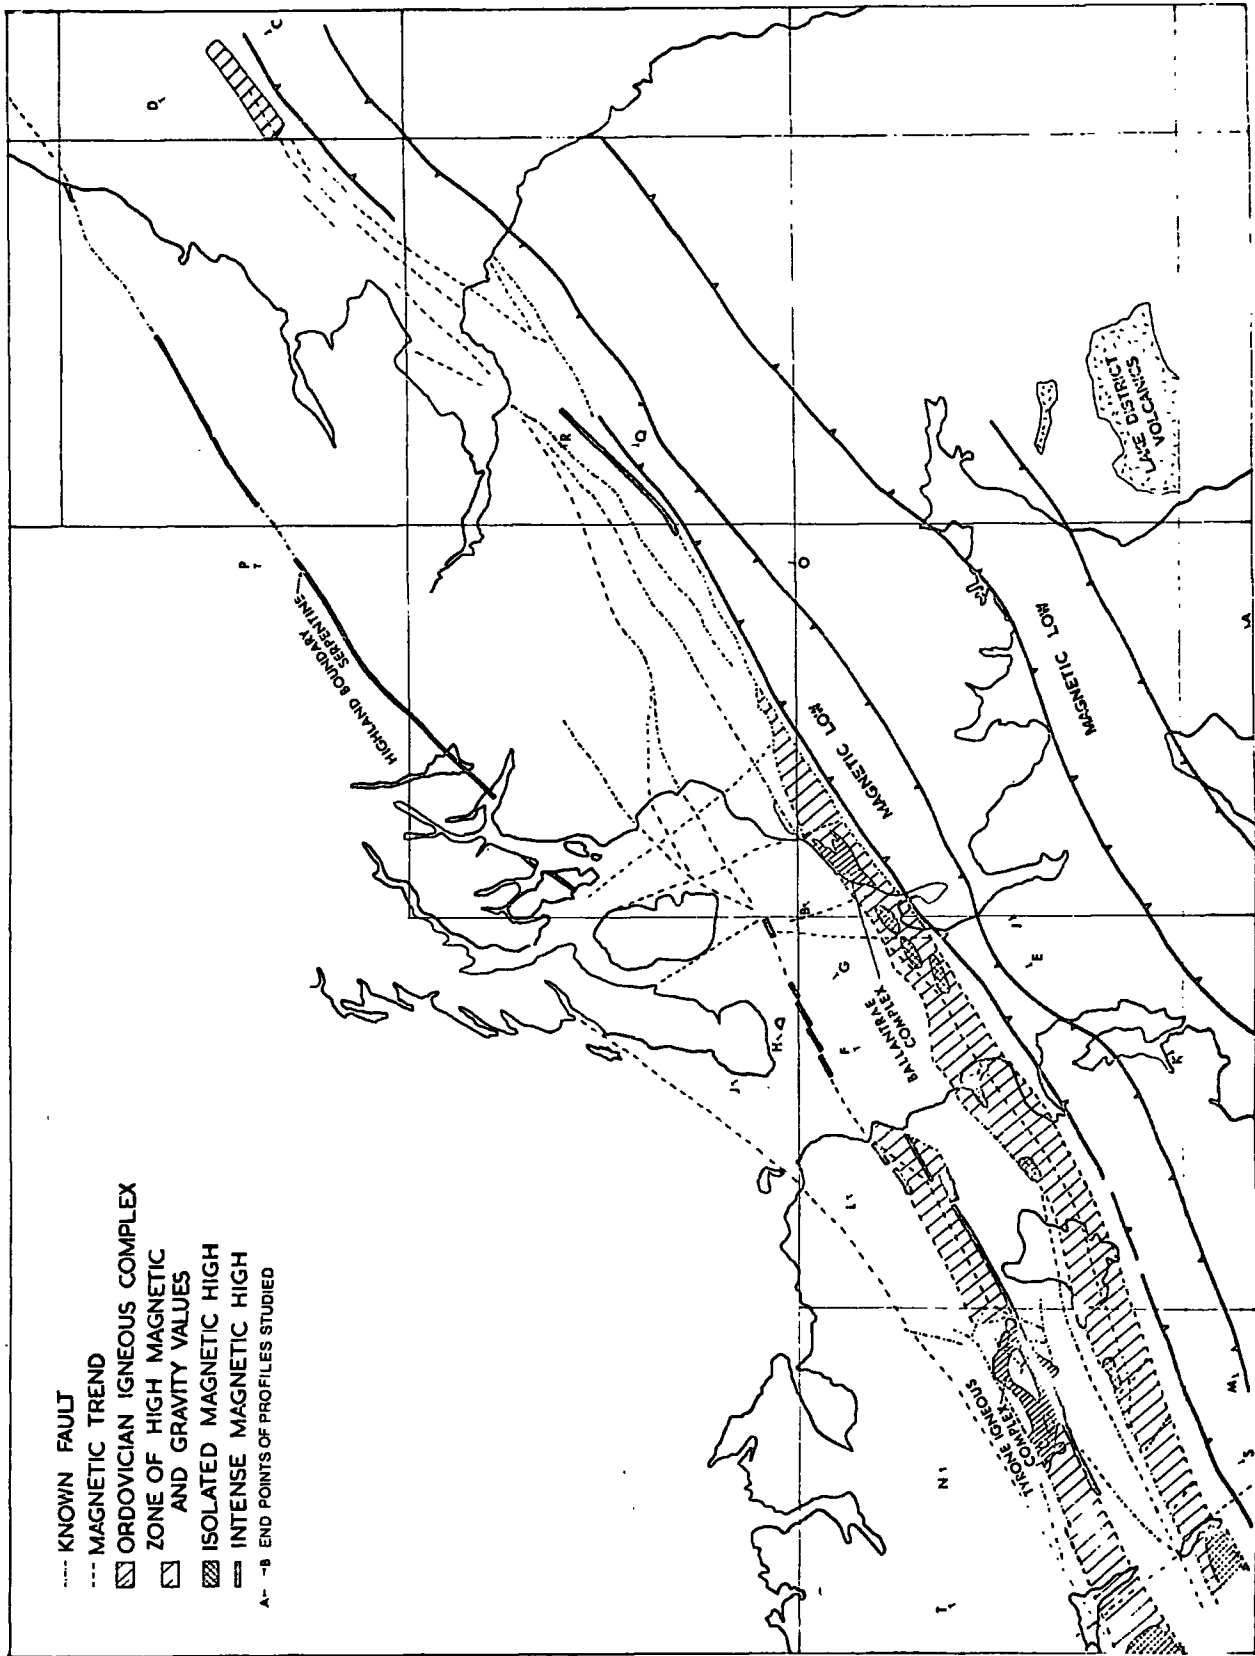 KNOWN FAULT
MAGNETIC TREND
ORDOVICIAN IGNEOUS COMPLEX
ZONE OF HIGH MAGNETIC
AND GRAVITY VALUES
ISOLATED MAGNETIC HIGH
INTENSE MAGNETIC HIGH
A- -B END POINTS OF PROFILES STUDIED
HIGHLAND BOUNDARY
SERPENTINE
BALLANTRAE
COMPLEX
TYRONE IGNEOUS
COMPLEX
MAGNETIC LOW
MAGNETIC LOW
LAKE DISTRICT
VOLCANICS
C
D
P
R
Q
O
A
B
G
F
H
J
E
I
K
L
M
N
S
T